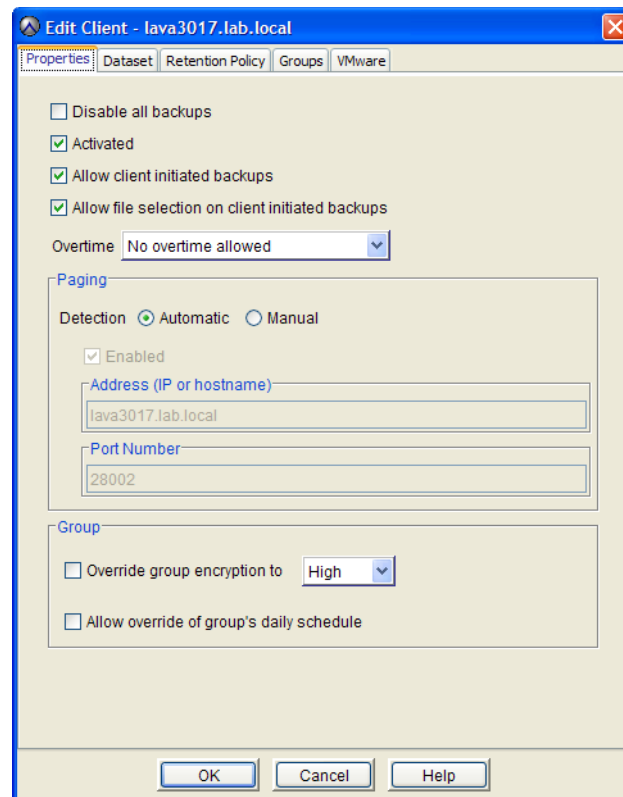 Edit Client - lava3017.lab.local
Properties Dataset Retention Policy Groups VMware
Disable all backups
Activated
Allow client initiated backups
Allow file selection on client initiated backups
Overtime No overtime allowed
Paging
Detection Automatic Manual
Enabled
Address (IP or hostname)
lava3017.lab.local
Port Number
28002
Group
Override group encryption to High
Allow override of group's daily schedule
OK Cancel Help